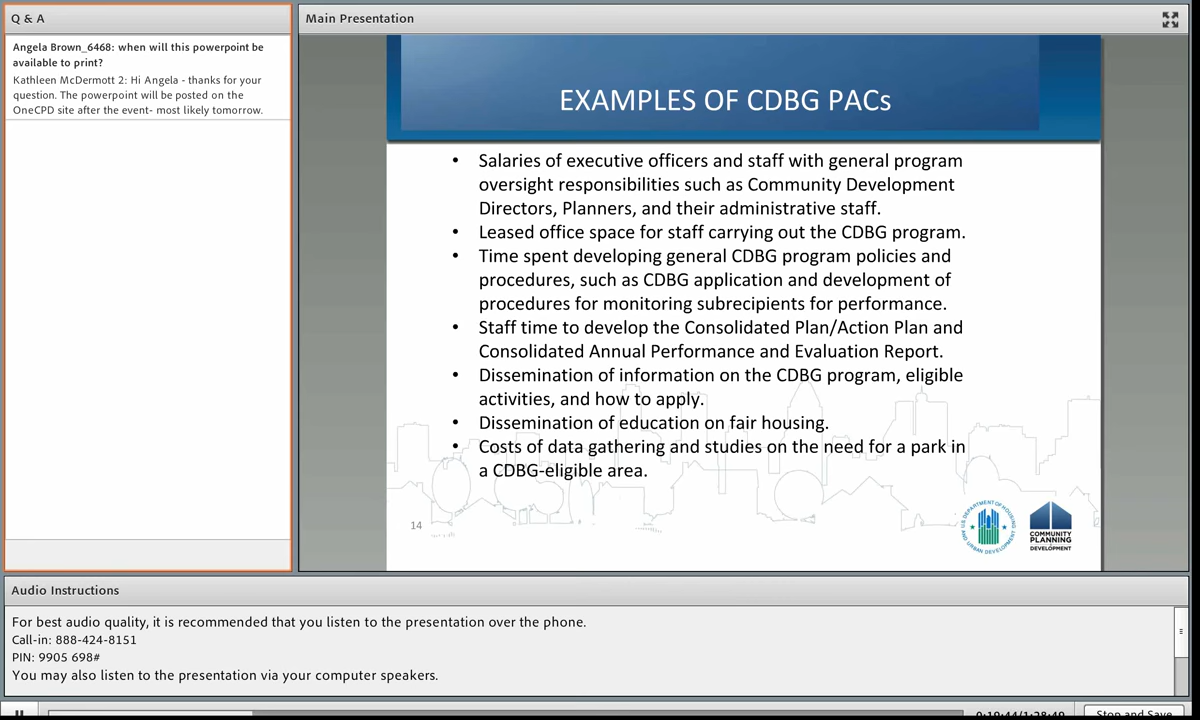 Q & A
Angela Brown_6468: when will this powerpoint be
available to print?
Kathleen McDermott 2: Hi Angela - thanks for your
question. The powerpoint will be posted on the
OneCPD site after the event- most likely tomorrow.
Main Presentation
EXAMPLES OF CDBG PACs
• Salaries of executive officers and staff with general program
oversight responsibilities such as Community Development
Directors, Planners, and their administrative staff.
• Leased office space for staff carrying out the CDBG program.
• Time spent developing general CDBG program policies and
procedures, such as CDBG application and development of
procedures for monitoring subrecipients for performance.
• Staff time to develop the Consolidated Plan/Action Plan and
Consolidated Annual Performance and Evaluation Report.
• Dissemination of information on the CDBG program, eligible
activities, and how to apply.
• Dissemination of education on fair housing.
• Costs of data gathering and studies on the need for a park in
a CDBG-eligible area.
14
U.S. DEPARTMENT OF HOUSING
AND URBAN DEVELOPMENT
COMMUNITY
PLANNING
DEVELOPMENT
Audio Instructions
For best audio quality, it is recommended that you listen to the presentation over the phone.
Call-in: 888-424-8151
PIN: 9905 698#
You may also listen to the presentation via your computer speakers.
Stop and Save